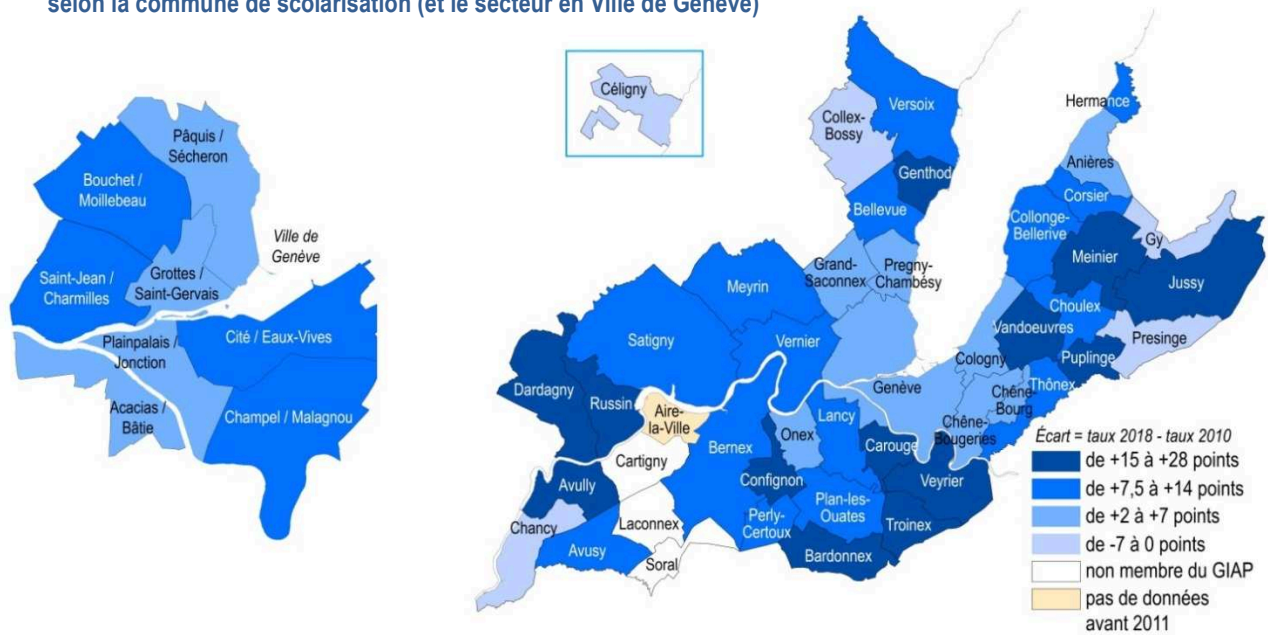 selon la commune de scolarisation (et le secteur en Ville de Genève)
Pâquis /
Sécheron
Bouchet /
Moillebeau
Ville de
Genève
Saint-Jean /
Charmilles
Grottes /
Saint-Gervais
Cité / Eaux-Vives
Plainpalais /
Jonction
Acacias /
Bâtie
Champel / Malagnou
Céligny
Versoix
Collex-
Bossy
Genthod
Bellevue
Hermance
Anières
Corsier
Collonge-
Bellerive
Gy
Meinier
Jussy
Grand-
Saconnex
Pregny-
Chambésy
Meyrin
Choulex
Vandoeuvres
Presinge
Satigny
Vernier
Cologny
Puplinge
Dardagny
Russin
Genève
Chêne-
Bourg
Thônex
Aire-
la-Ville
Lancy
Chêne-
Bougeries
Onex
Bernex
Carouge
Cartigny
Confignon
Veyrier
Avully
Plan-les-
Ouates
Chancy
Laconnex
Perly-
Certoux
Troinex
Avusy
Soral
Bardonnex
Écart = taux 2018 - taux 2010
de +15 à +28 points
de +7,5 à +14 points
de +2 à +7 points
de -7 à 0 points
non membre du GIAP
pas de données
avant 2011